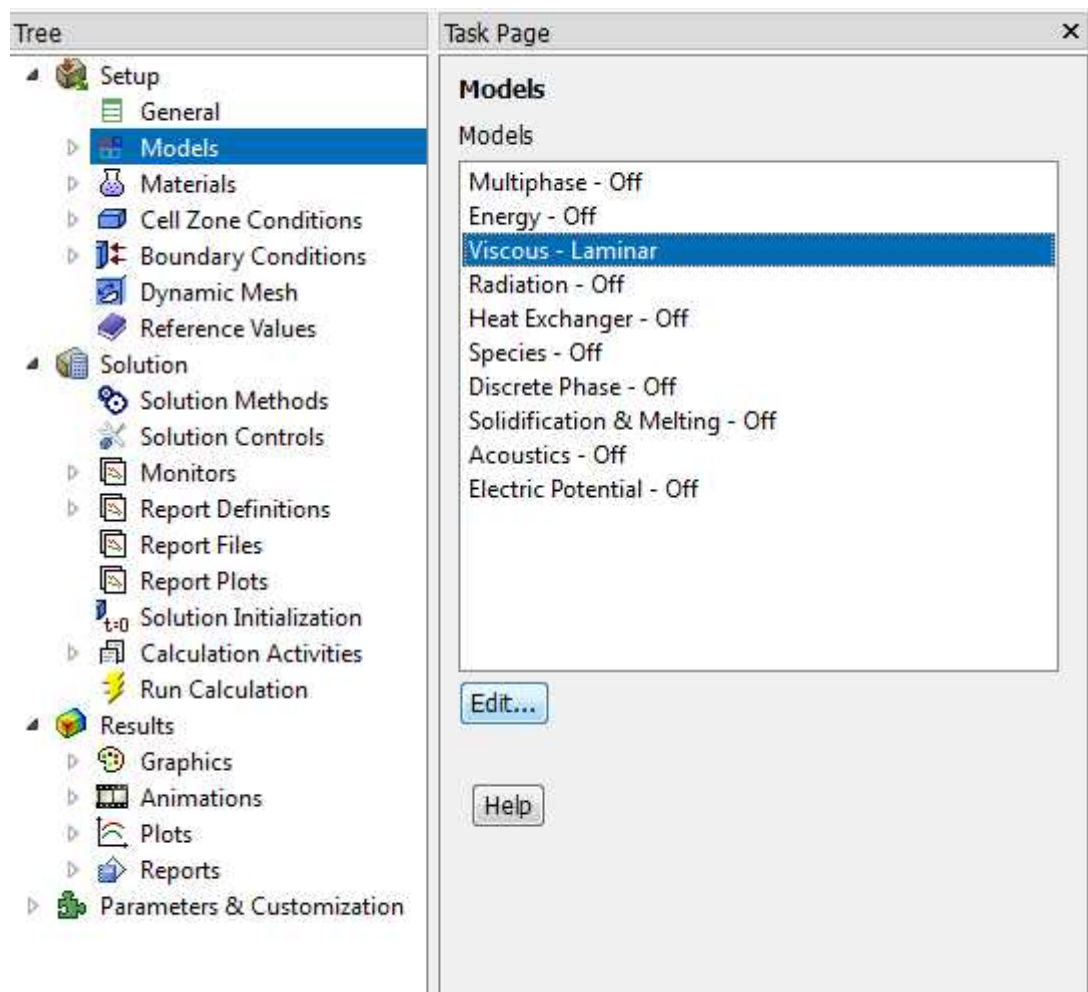 Tree
Setup
General
Models
Materials
Cell Zone Conditions
Boundary Conditions
Dynamic Mesh
Reference Values
Solution
Solution Methods
Solution Controls
Monitors
Report Definitions
Report Files
Report Plots
t=0 Solution Initialization
Calculation Activities
Run Calculation
Results
Graphics
Animations
Plots
Reports
Parameters & Customization
Task Page
Models
Models
Multiphase - Off
Energy - Off
Viscous - Laminar
Radiation - Off
Heat Exchanger - Off
Species - Off
Discrete Phase - Off
Solidification & Melting - Off
Acoustics - Off
Electric Potential - Off
Edit...
Help